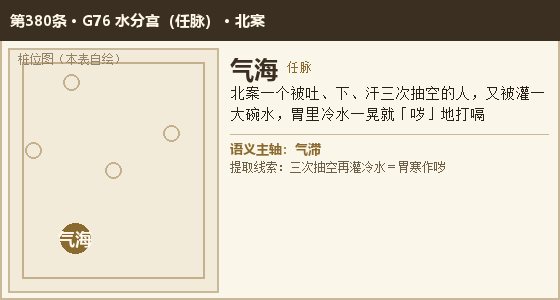 第380条・G76 水分宫（任脉）・北案
桩位图（本表自绘）
气海 任脉
北案一个被吐、下、汗三次抽空的人，又被灌一
大碗水，胃里冷水一晃就「哕」地打嗝
语义主轴：气滞
提取线索：三次抽空再灌冷水＝胃寒作哕
气海